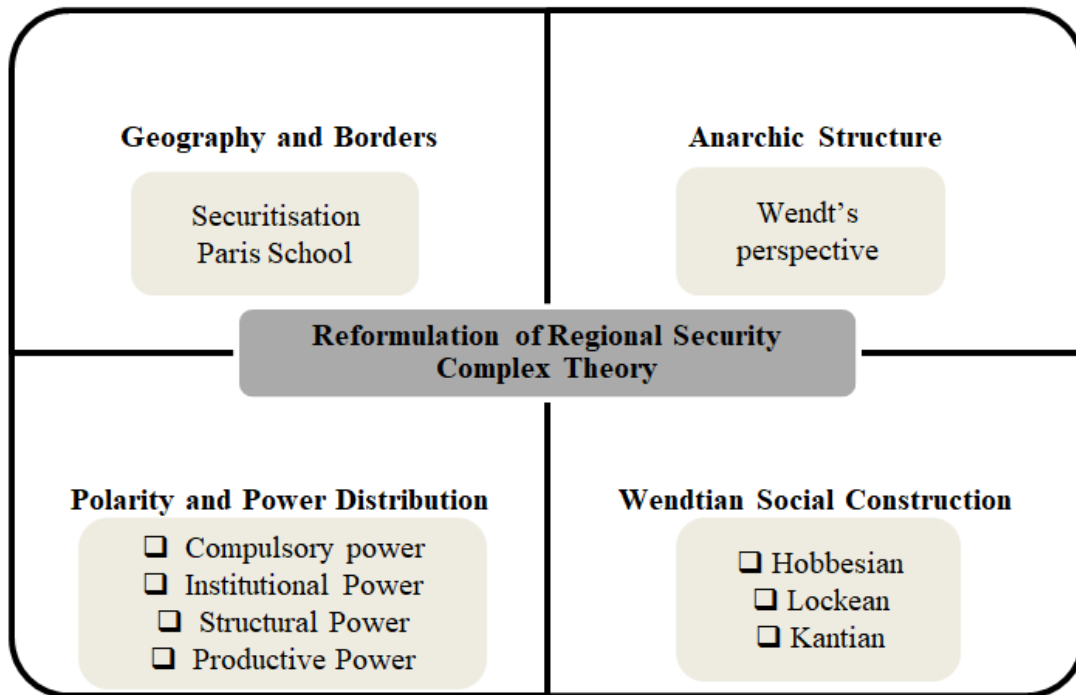 Geography and Borders
Securitisation
Paris School
Anarchic Structure
Wendt's
perspective
Reformulation of Regional Security
Complex Theory
Polarity and Power Distribution
❑ Compulsory power
❑ Institutional Power
❑ Structural Power
❑ Productive Power
Wendtian Social Construction
❑ Hobbesian
❑ Lockean
❑ Kantian